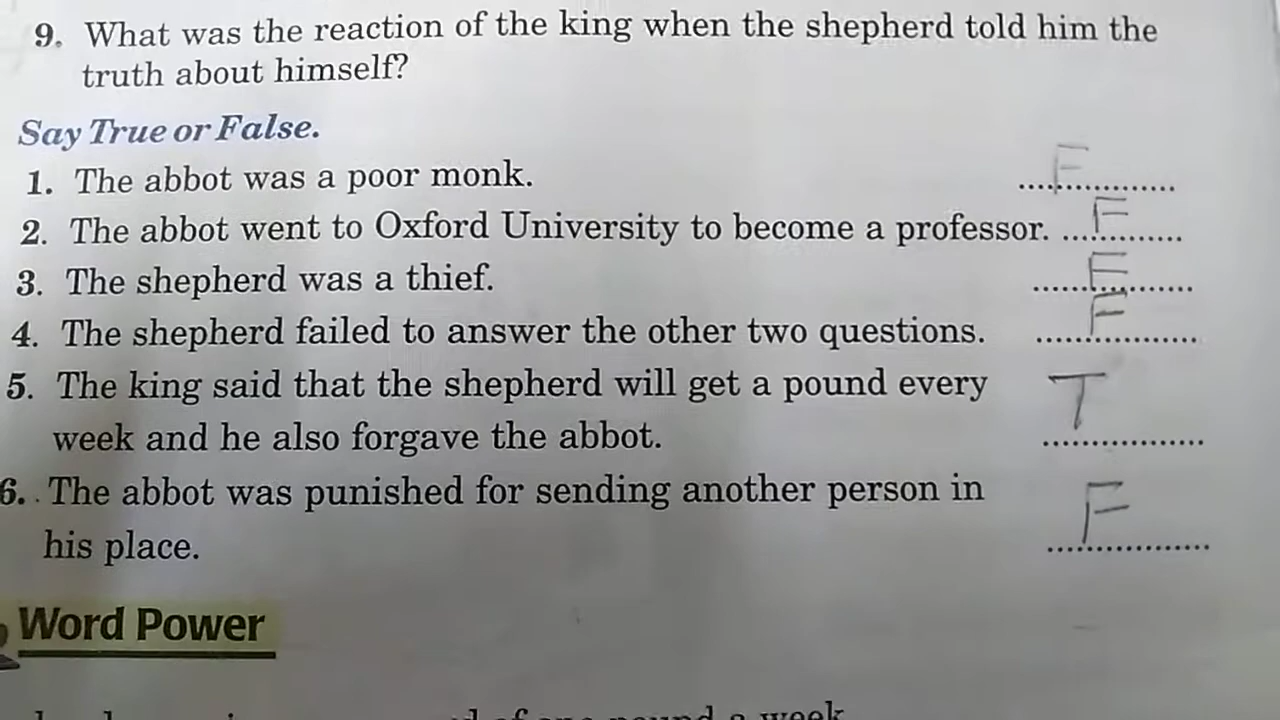 9. What was the reaction of the king when the shepherd told him the
truth about himself?
Say True or False.
1. The abbot was a poor monk. .................. F
2. The abbot went to Oxford University to become a professor. ............. F
3. The shepherd was a thief. .................. F
4. The shepherd failed to answer the other two questions. .................. F
5. The king said that the shepherd will get a pound every
week and he also forgave the abbot. .................. T
6. The abbot was punished for sending another person in
his place. .................. F
Word Power
of one pound a week